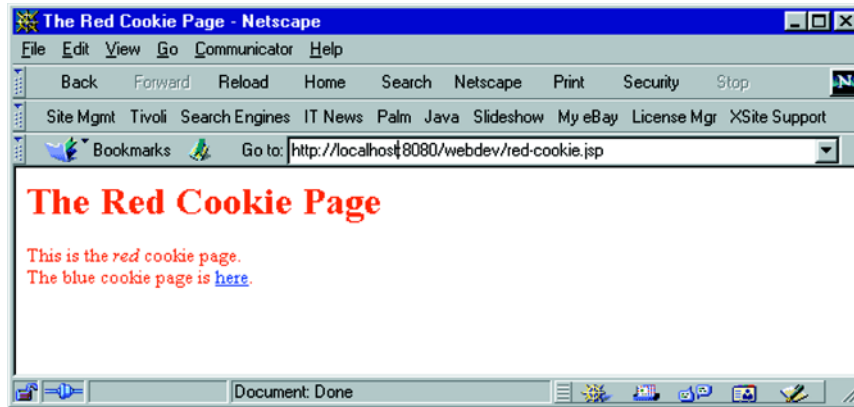 The Red Cookie Page - Netscape
File Edit View Go Communicator Help
Back Forward Reload Home Search Netscape Print Security Stop N
Site Mgmt Tivoli Search Engines IT News Palm Java Slideshow My eBay License Mgr XSite Support
Bookmarks Go to: http://localhost:8080/webdev/red-cookie.jsp
The Red Cookie Page
This is the red cookie page.
The blue cookie page is here.
Document: Done